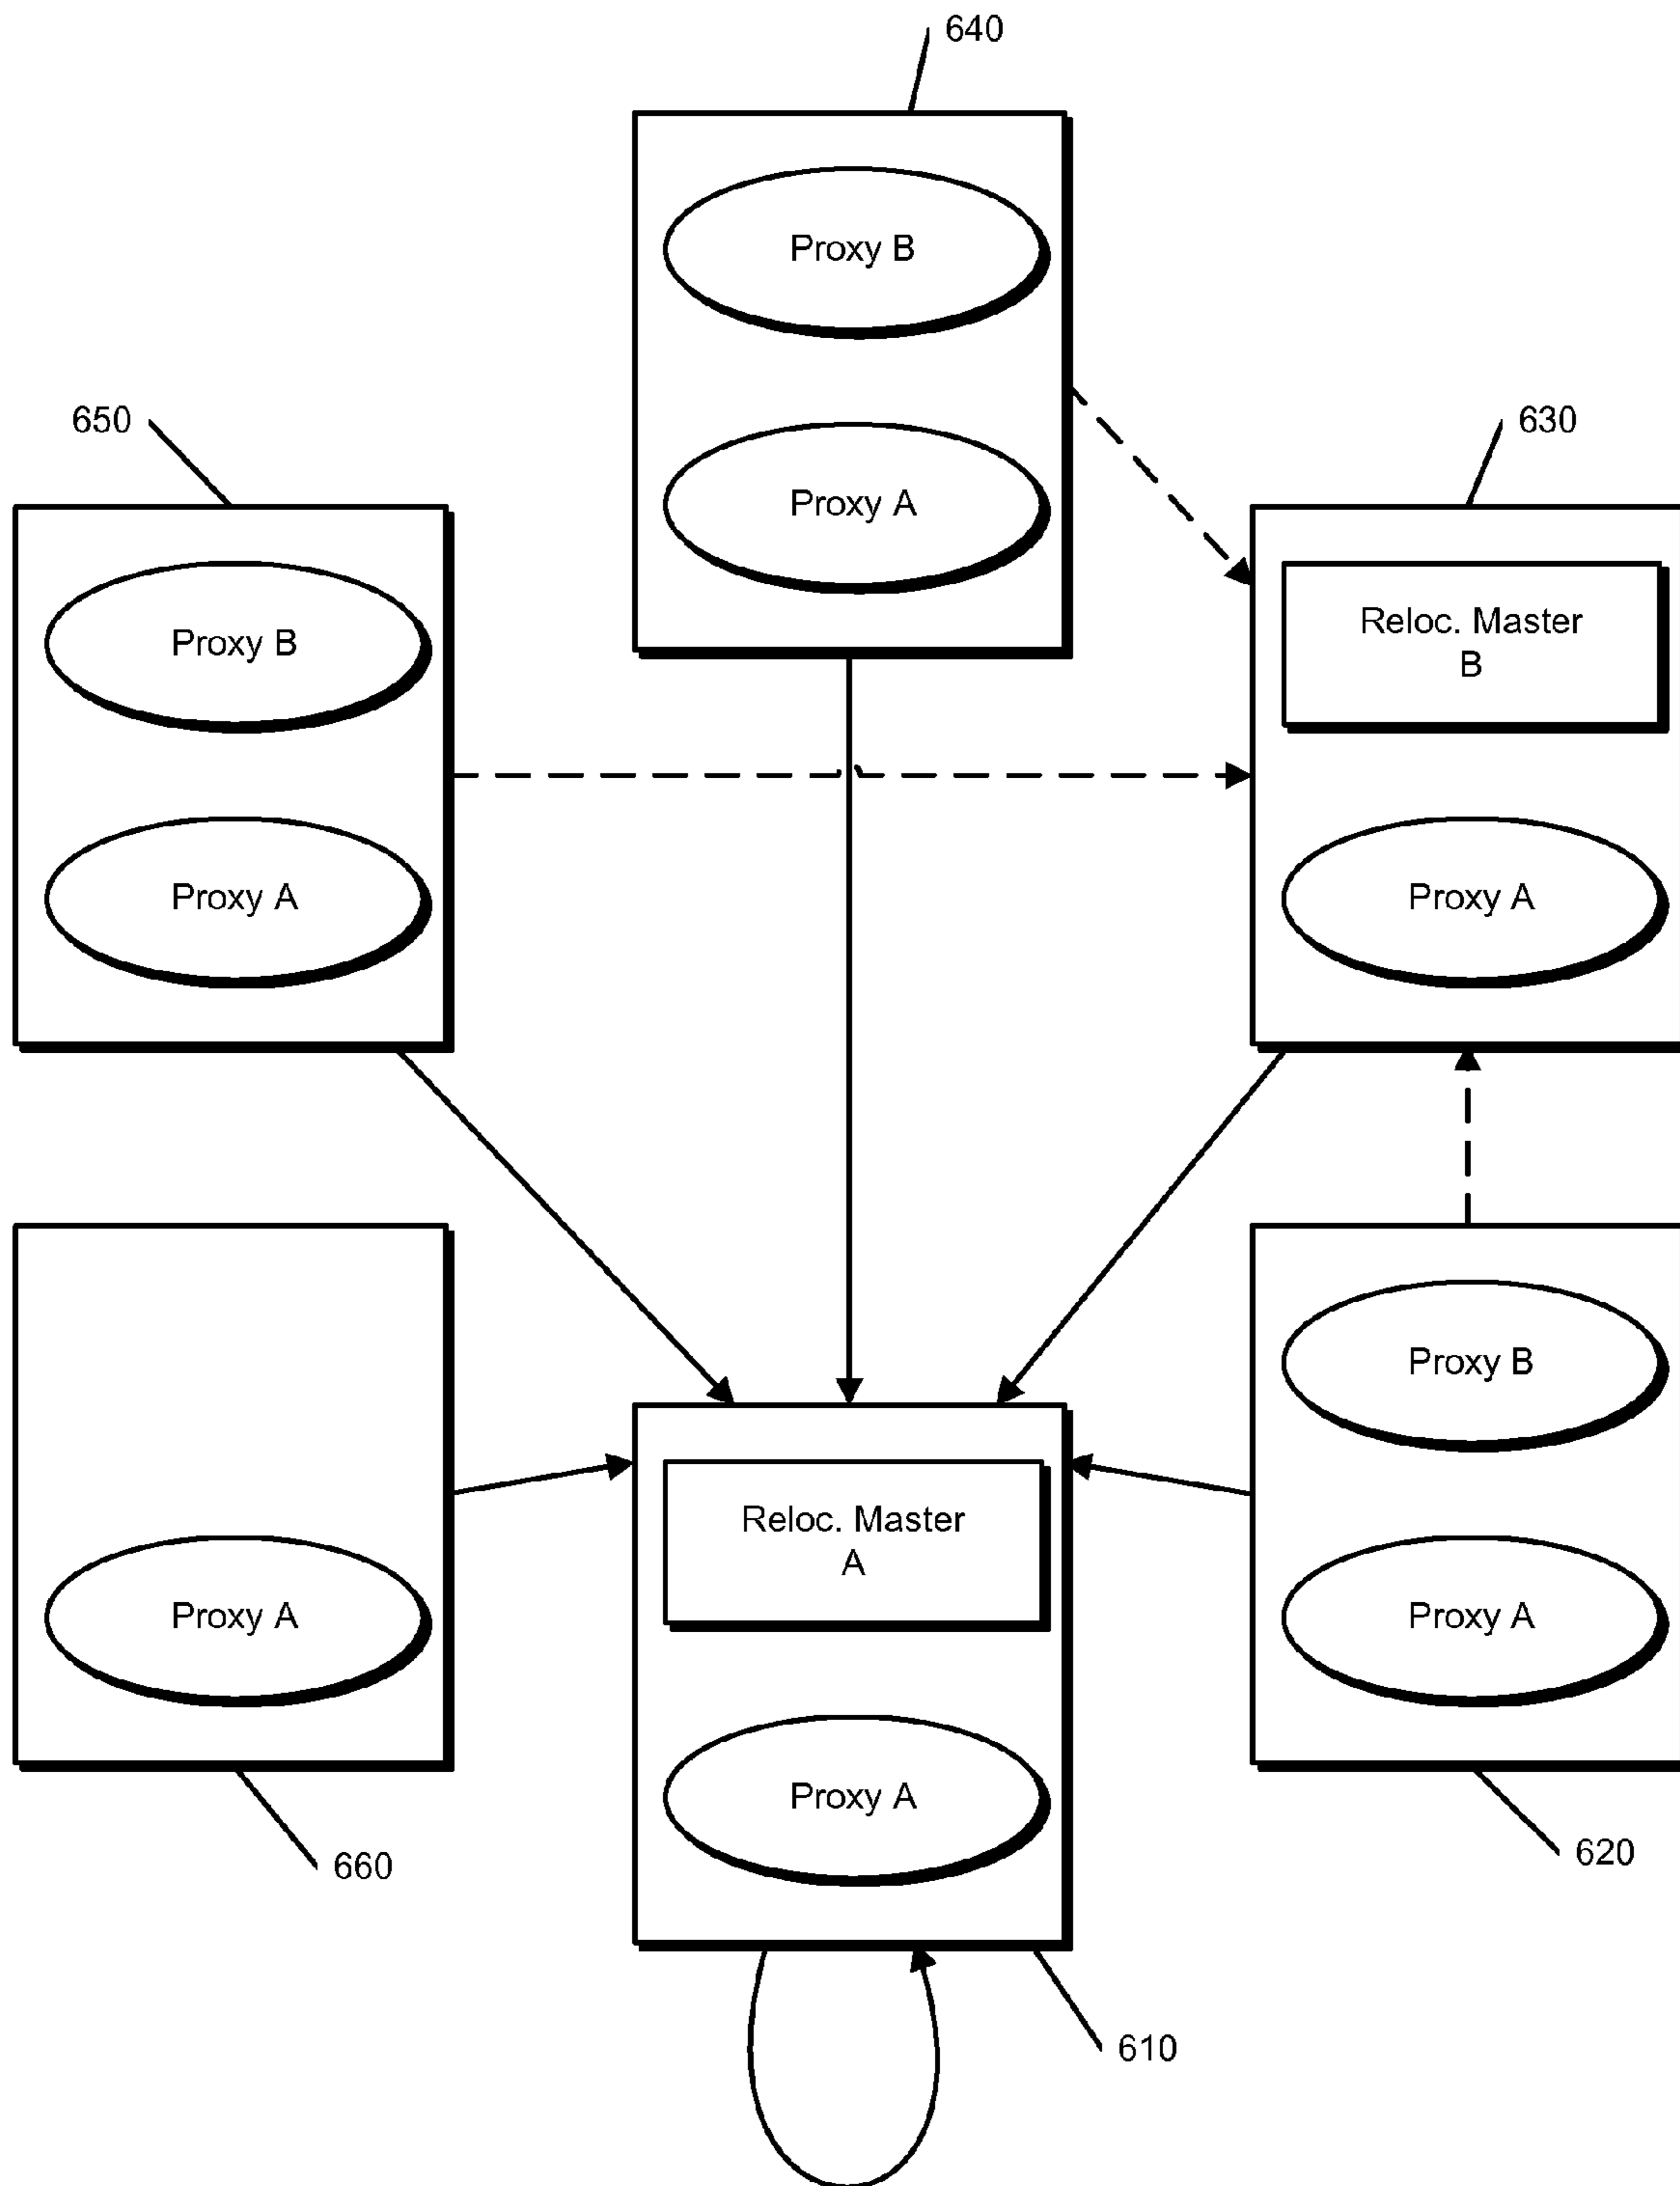 640
Proxy B
Proxy A
650
630
Proxy B
Proxy A
Reloc. Master
B
Proxy A
Proxy A
660
Reloc. Master
A
Proxy A
610
Proxy B
Proxy A
620